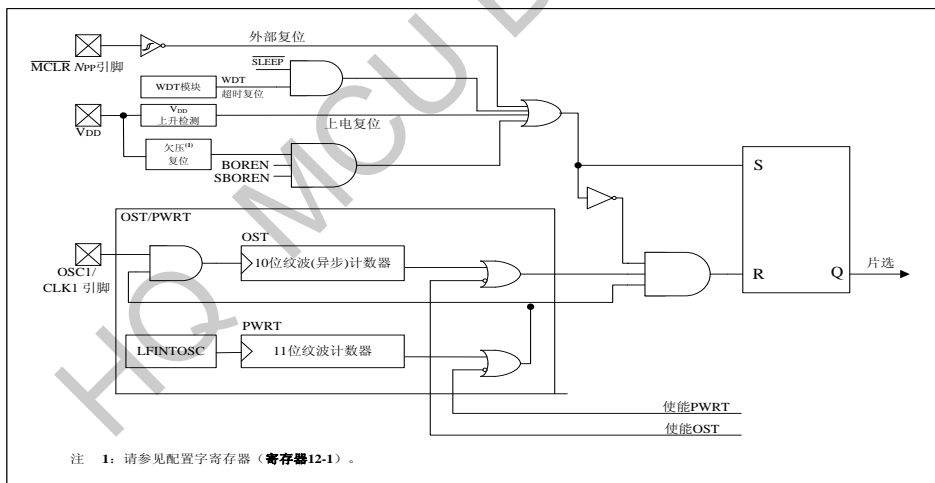 HQ MCU
外部复位
MCLR NPP引脚
SLEEP
WDT模块
WDT
超时复位
VDD
VDD
上升检测
上电复位
欠压(1)
复位
BOREN
SBOREN
S
OST/PWRT
OST
OSC1/
CLK1 引脚
10位纹波(异步)计数器
R
Q
片选
PWRT
LFINTOSC
11位纹波计数器
使能PWRT
使能OST
注 1：请参见配置字寄存器（寄存器12-1）。